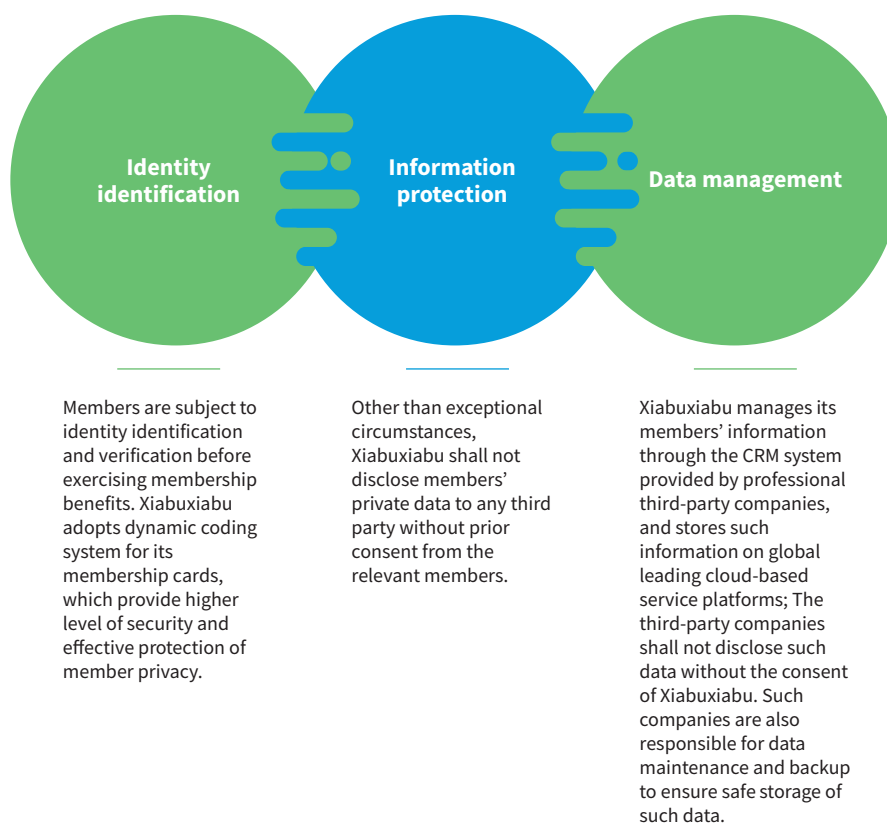 Identity
identification
Information
protection
Data management
Members are subject to
identity identification
and verification before
exercising membership
benefits. Xiabuxiabu
adopts dynamic coding
system for its
membership cards,
which provide higher
level of security and
effective protection of
member privacy.
Other than exceptional
circumstances,
Xiabuxiabu shall not
disclose members’
private data to any third
party without prior
consent from the
relevant members.
Xiabuxiabu manages its
members’ information
through the CRM system
provided by professional
third-party companies,
and stores such
information on global
leading cloud-based
service platforms; The
third-party companies
shall not disclose such
data without the consent
of Xiabuxiabu. Such
companies are also
responsible for data
maintenance and backup
to ensure safe storage of
such data.